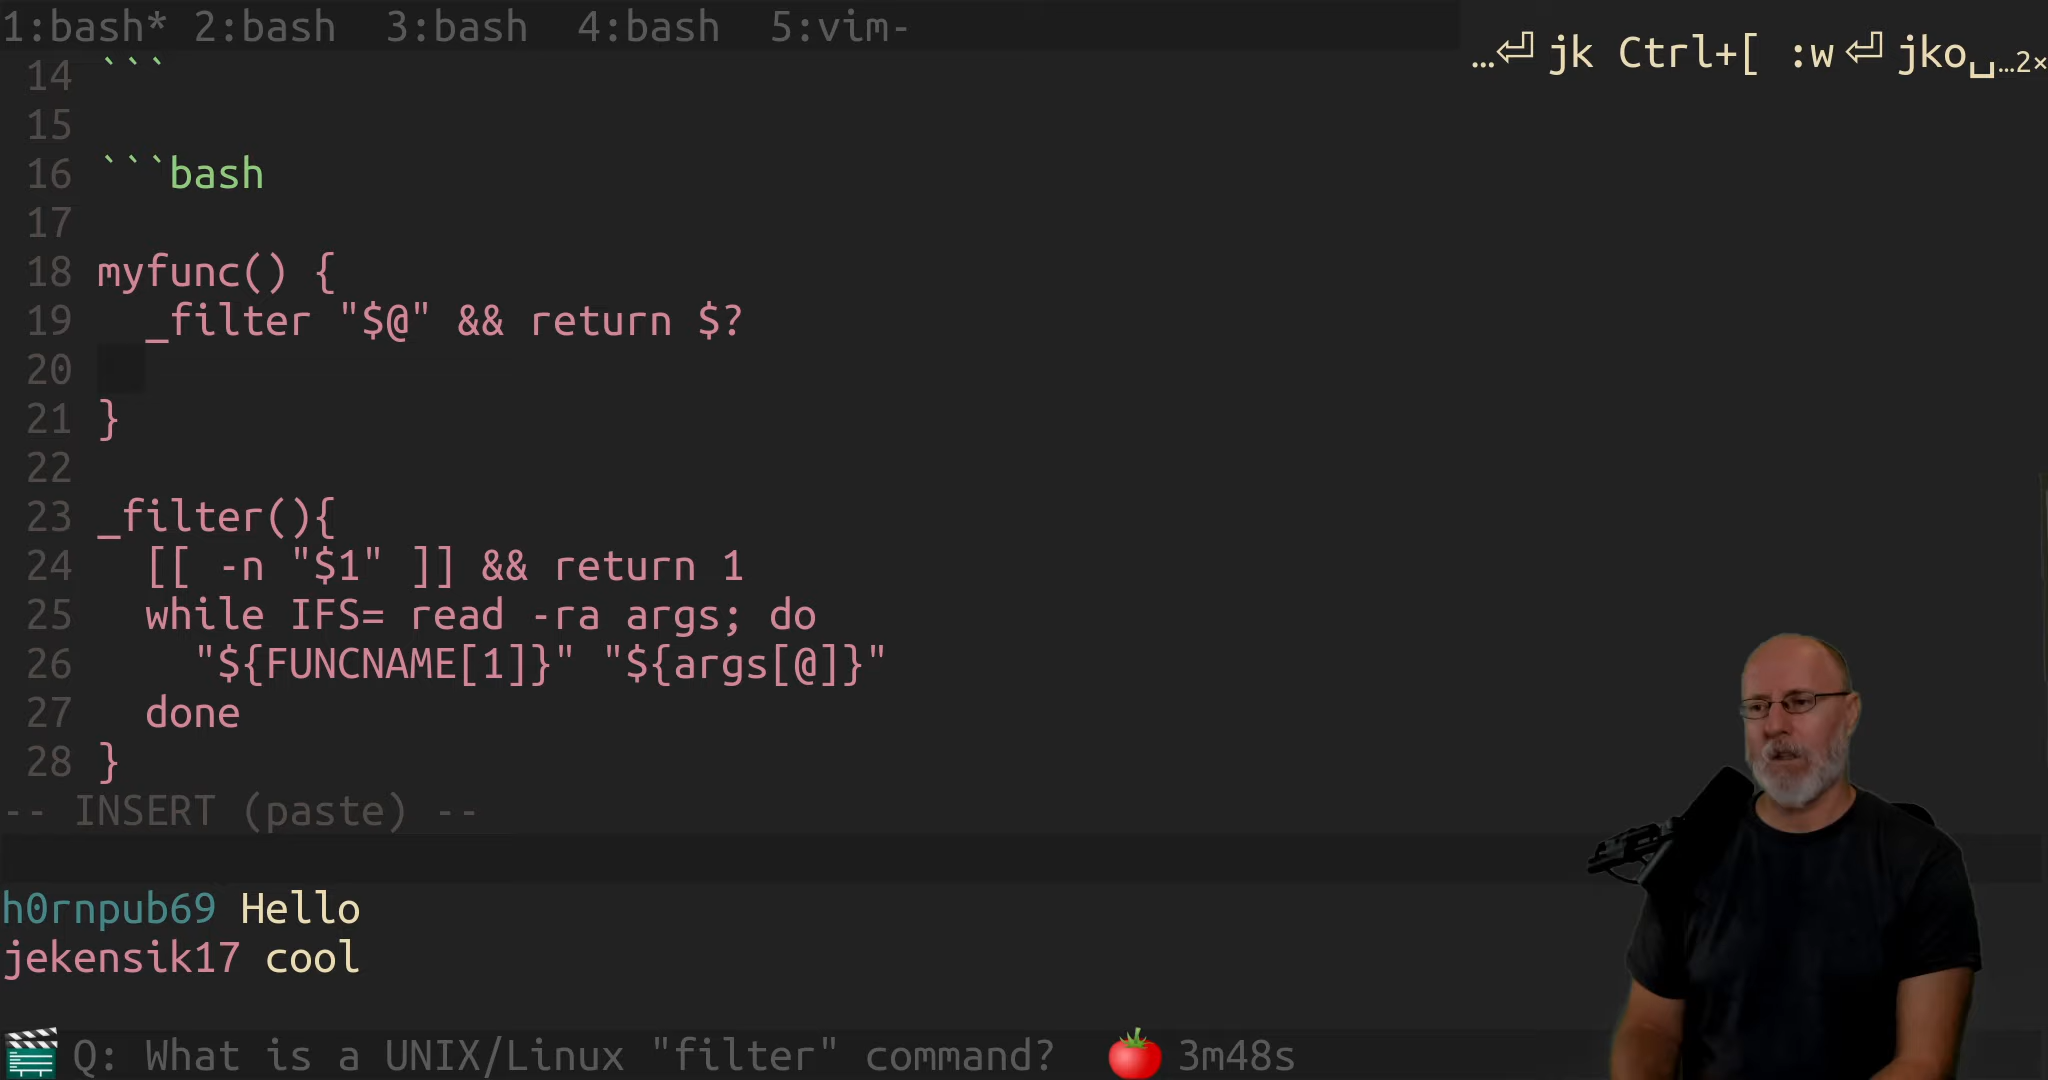 1:bash* 2:bash  3:bash  4:bash  5:vim-
…⏎ jk Ctrl+[ :w⏎ jko␣…2×
14 ```
15
16 ```bash
17
18 myfunc() {
19   _filter "$@" && return $?
20
21 }
22
23 _filter(){
24   [[ -n "$1" ]] && return 1
25   while IFS= read -ra args; do
26     "${FUNCNAME[1]}" "${args[@]}"
27   done
28 }
-- INSERT (paste) --
h0rnpub69 Hello
jekensik17 cool
Q: What is a UNIX/Linux "filter" command? 3m48s